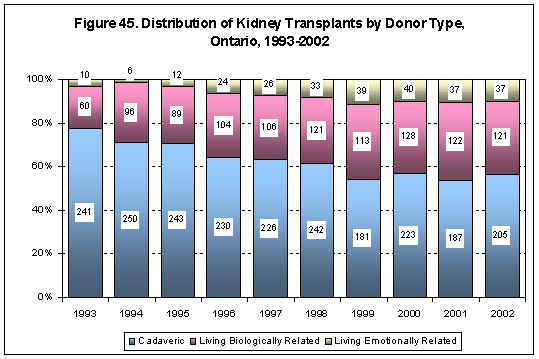 Figure 45. Distribution of Kidney Transplants by Donor Type,
Ontario, 1993-2002
10 6 12 24 26 33 39 40 37 37
100%
60 96 89 104 106 121 113 128 122 121
80%
60%
40%
241 250 243 230 226 242 181 223 187 205
20%
0%
1993 1994 1995 1996 1997 1998 1999 2000 2001 2002
Cadaveric Living Biologically Related Living Emotionally Related